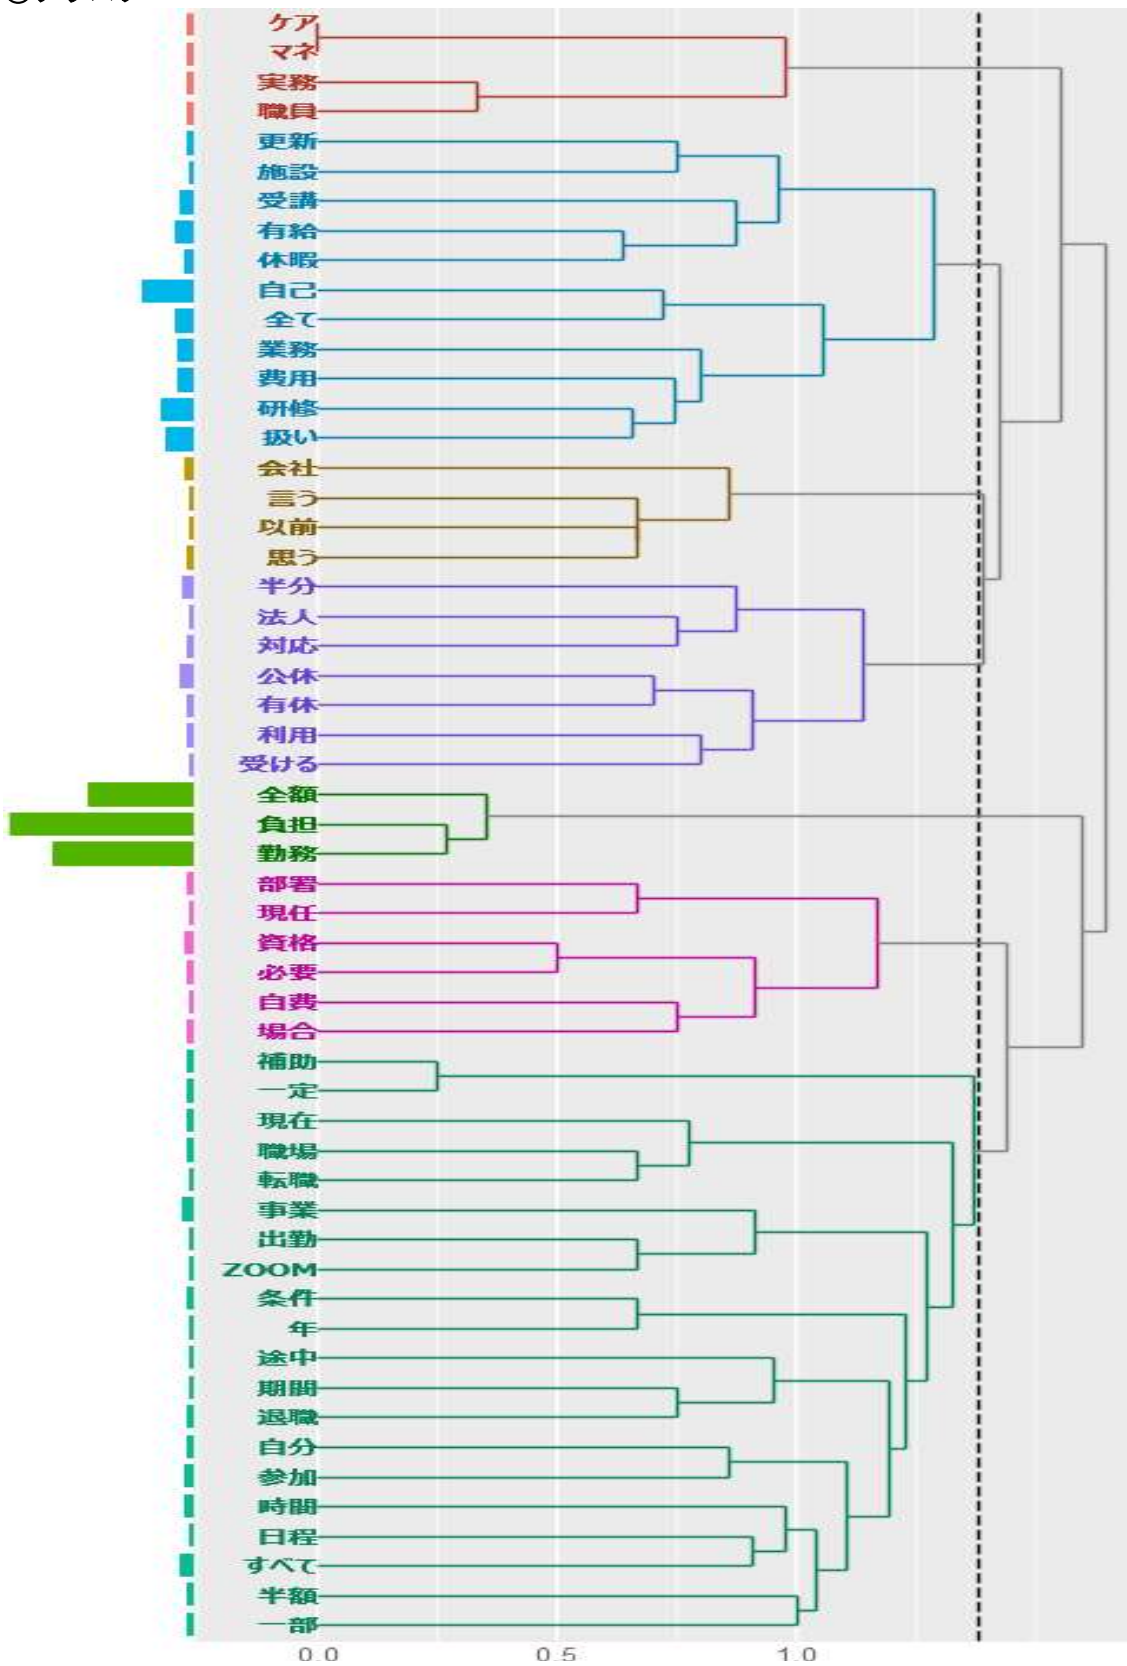 ケア
マネ
実務
職員
更新
施設
受講
有給
休暇
自己
全て
業務
費用
研修
扱い
会社
言う
以前
思う
半分
法人
対応
公休
有休
利用
受ける
全額
負担
勤務
部署
現任
資格
必要
自費
場合
補助
一定
現在
職場
転職
事業
出勤
ZOOM
条件
年
途中
期間
退職
自分
参加
時間
日程
すべて
半額
一部
0.0 0.5 1.0